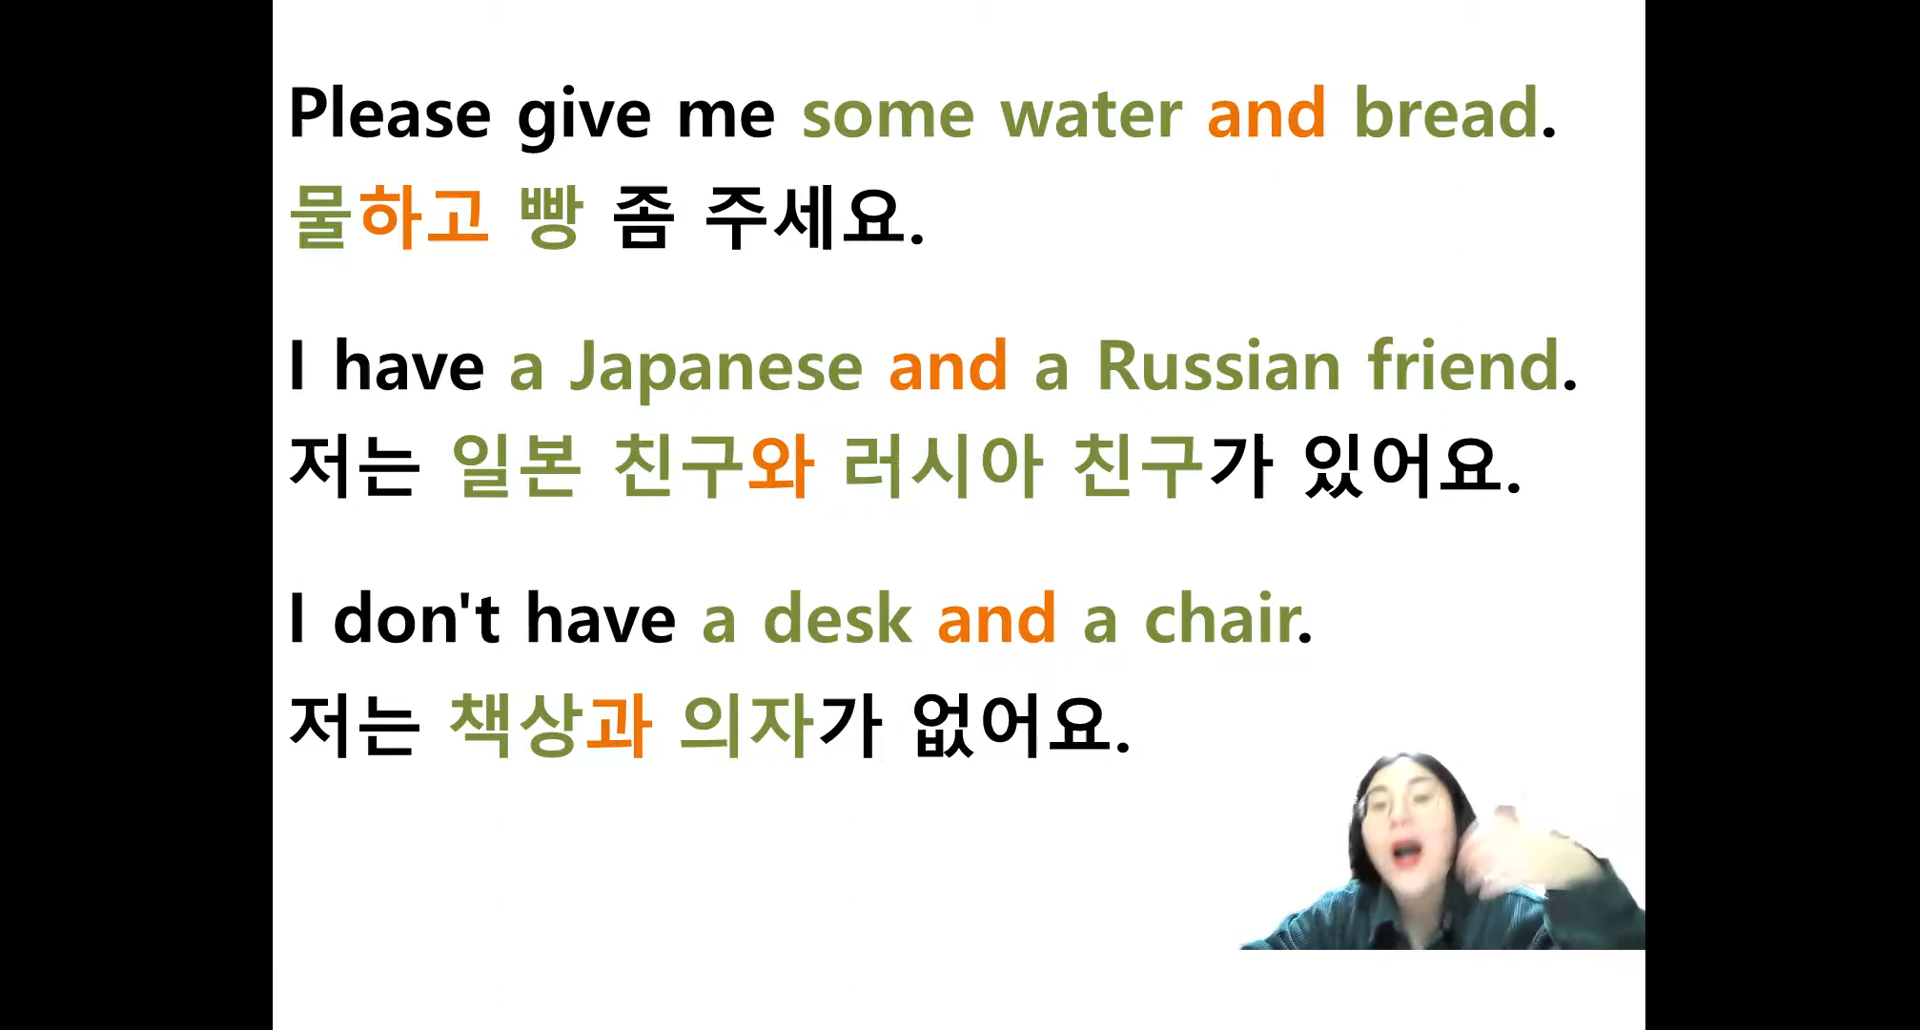 Please give me some water and bread.
물하고 빵 좀 주세요.
I have a Japanese and a Russian friend.
저는 일본 친구와 러시아 친구가 있어요.
I don't have a desk and a chair.
저는 책상과 의자가 없어요.